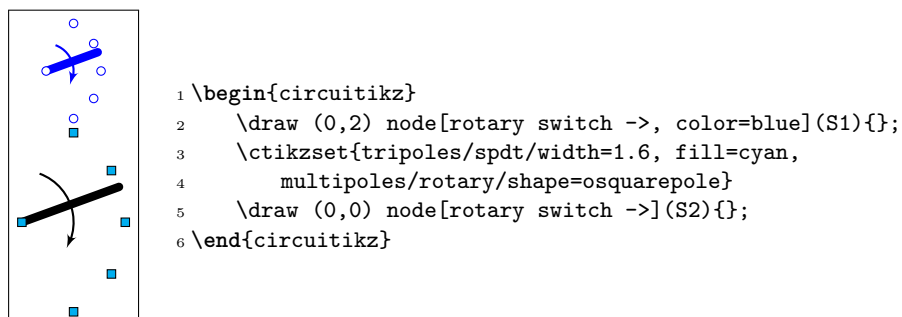 1 \begin{circuitikz}
2 \draw (0,2) node[rotary switch ->, color=blue](S1){};
3 \ctikzset{tripoles/spdt/width=1.6, fill=cyan,
4 multipoles/rotary/shape=osquarepole}
5 \draw (0,0) node[rotary switch ->](S2){};
6 \end{circuitikz}